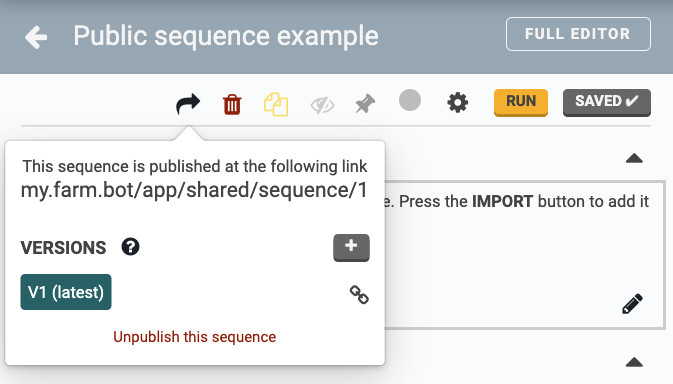 Public sequence example
FULL EDITOR
RUN
SAVED ✔
This sequence is published at the following link
my.farm.bot/app/shared/sequence/1
e. Press the IMPORT button to add it
VERSIONS ?
+
V1 (latest)
Unpublish this sequence